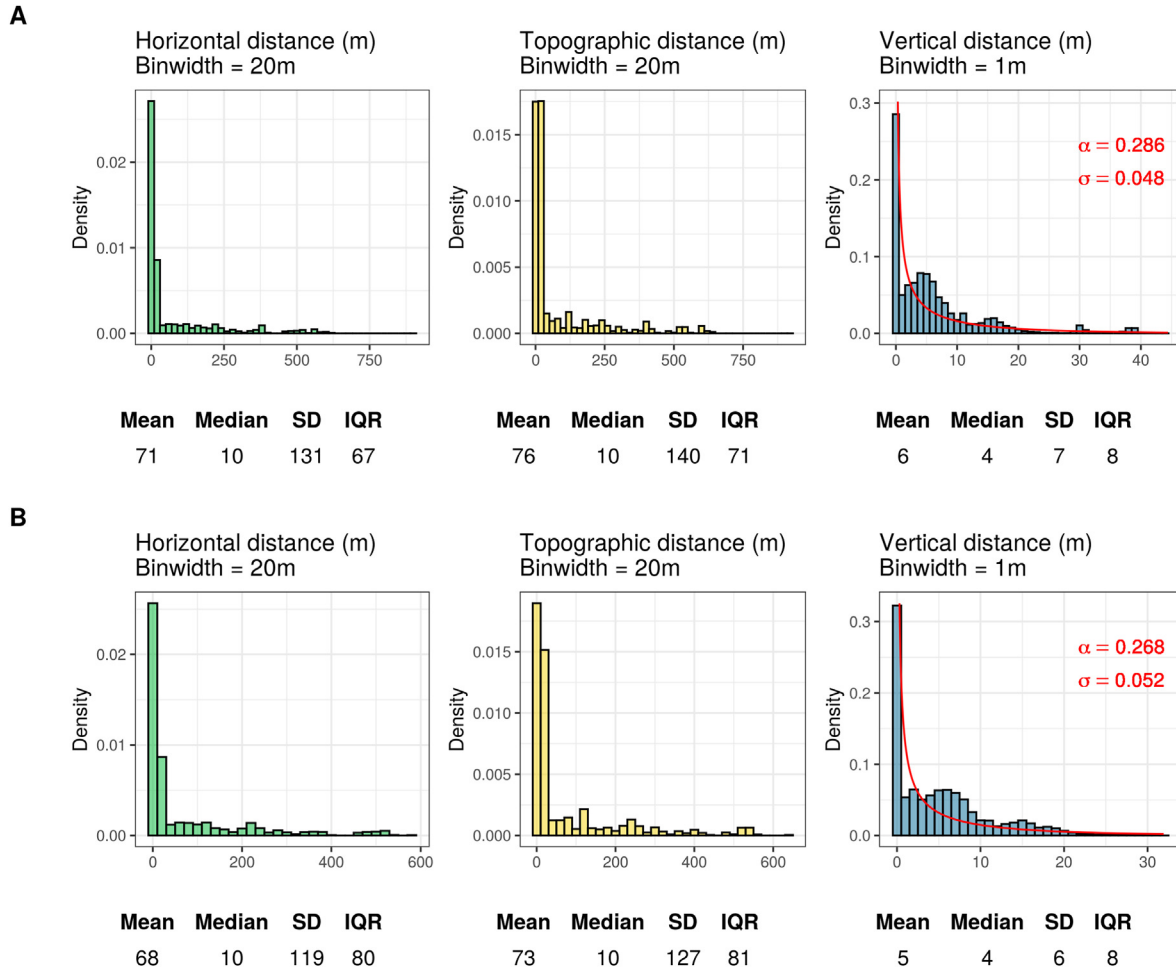 A
Horizontal distance (m)
Binwidth = 20m
Density
0.02
0.01
0.00
0 250 500 750
Mean Median SD IQR
71 10 131 67
Topographic distance (m)
Binwidth = 20m
Density
0.015
0.010
0.005
0.000
0 250 500 750
Mean Median SD IQR
76 10 140 71
Vertical distance (m)
Binwidth = 1m
Density
0.3
0.2
0.1
0.0
α = 0.286
σ = 0.048
0 10 20 30 40
Mean Median SD IQR
6 4 7 8
B
Horizontal distance (m)
Binwidth = 20m
Density
0.02
0.01
0.00
0 200 400 600
Mean Median SD IQR
68 10 119 80
Topographic distance (m)
Binwidth = 20m
Density
0.015
0.010
0.005
0.000
0 200 400 600
Mean Median SD IQR
73 10 127 81
Vertical distance (m)
Binwidth = 1m
Density
0.3
0.2
0.1
0.0
α = 0.268
σ = 0.052
0 10 20 30
Mean Median SD IQR
5 4 6 8